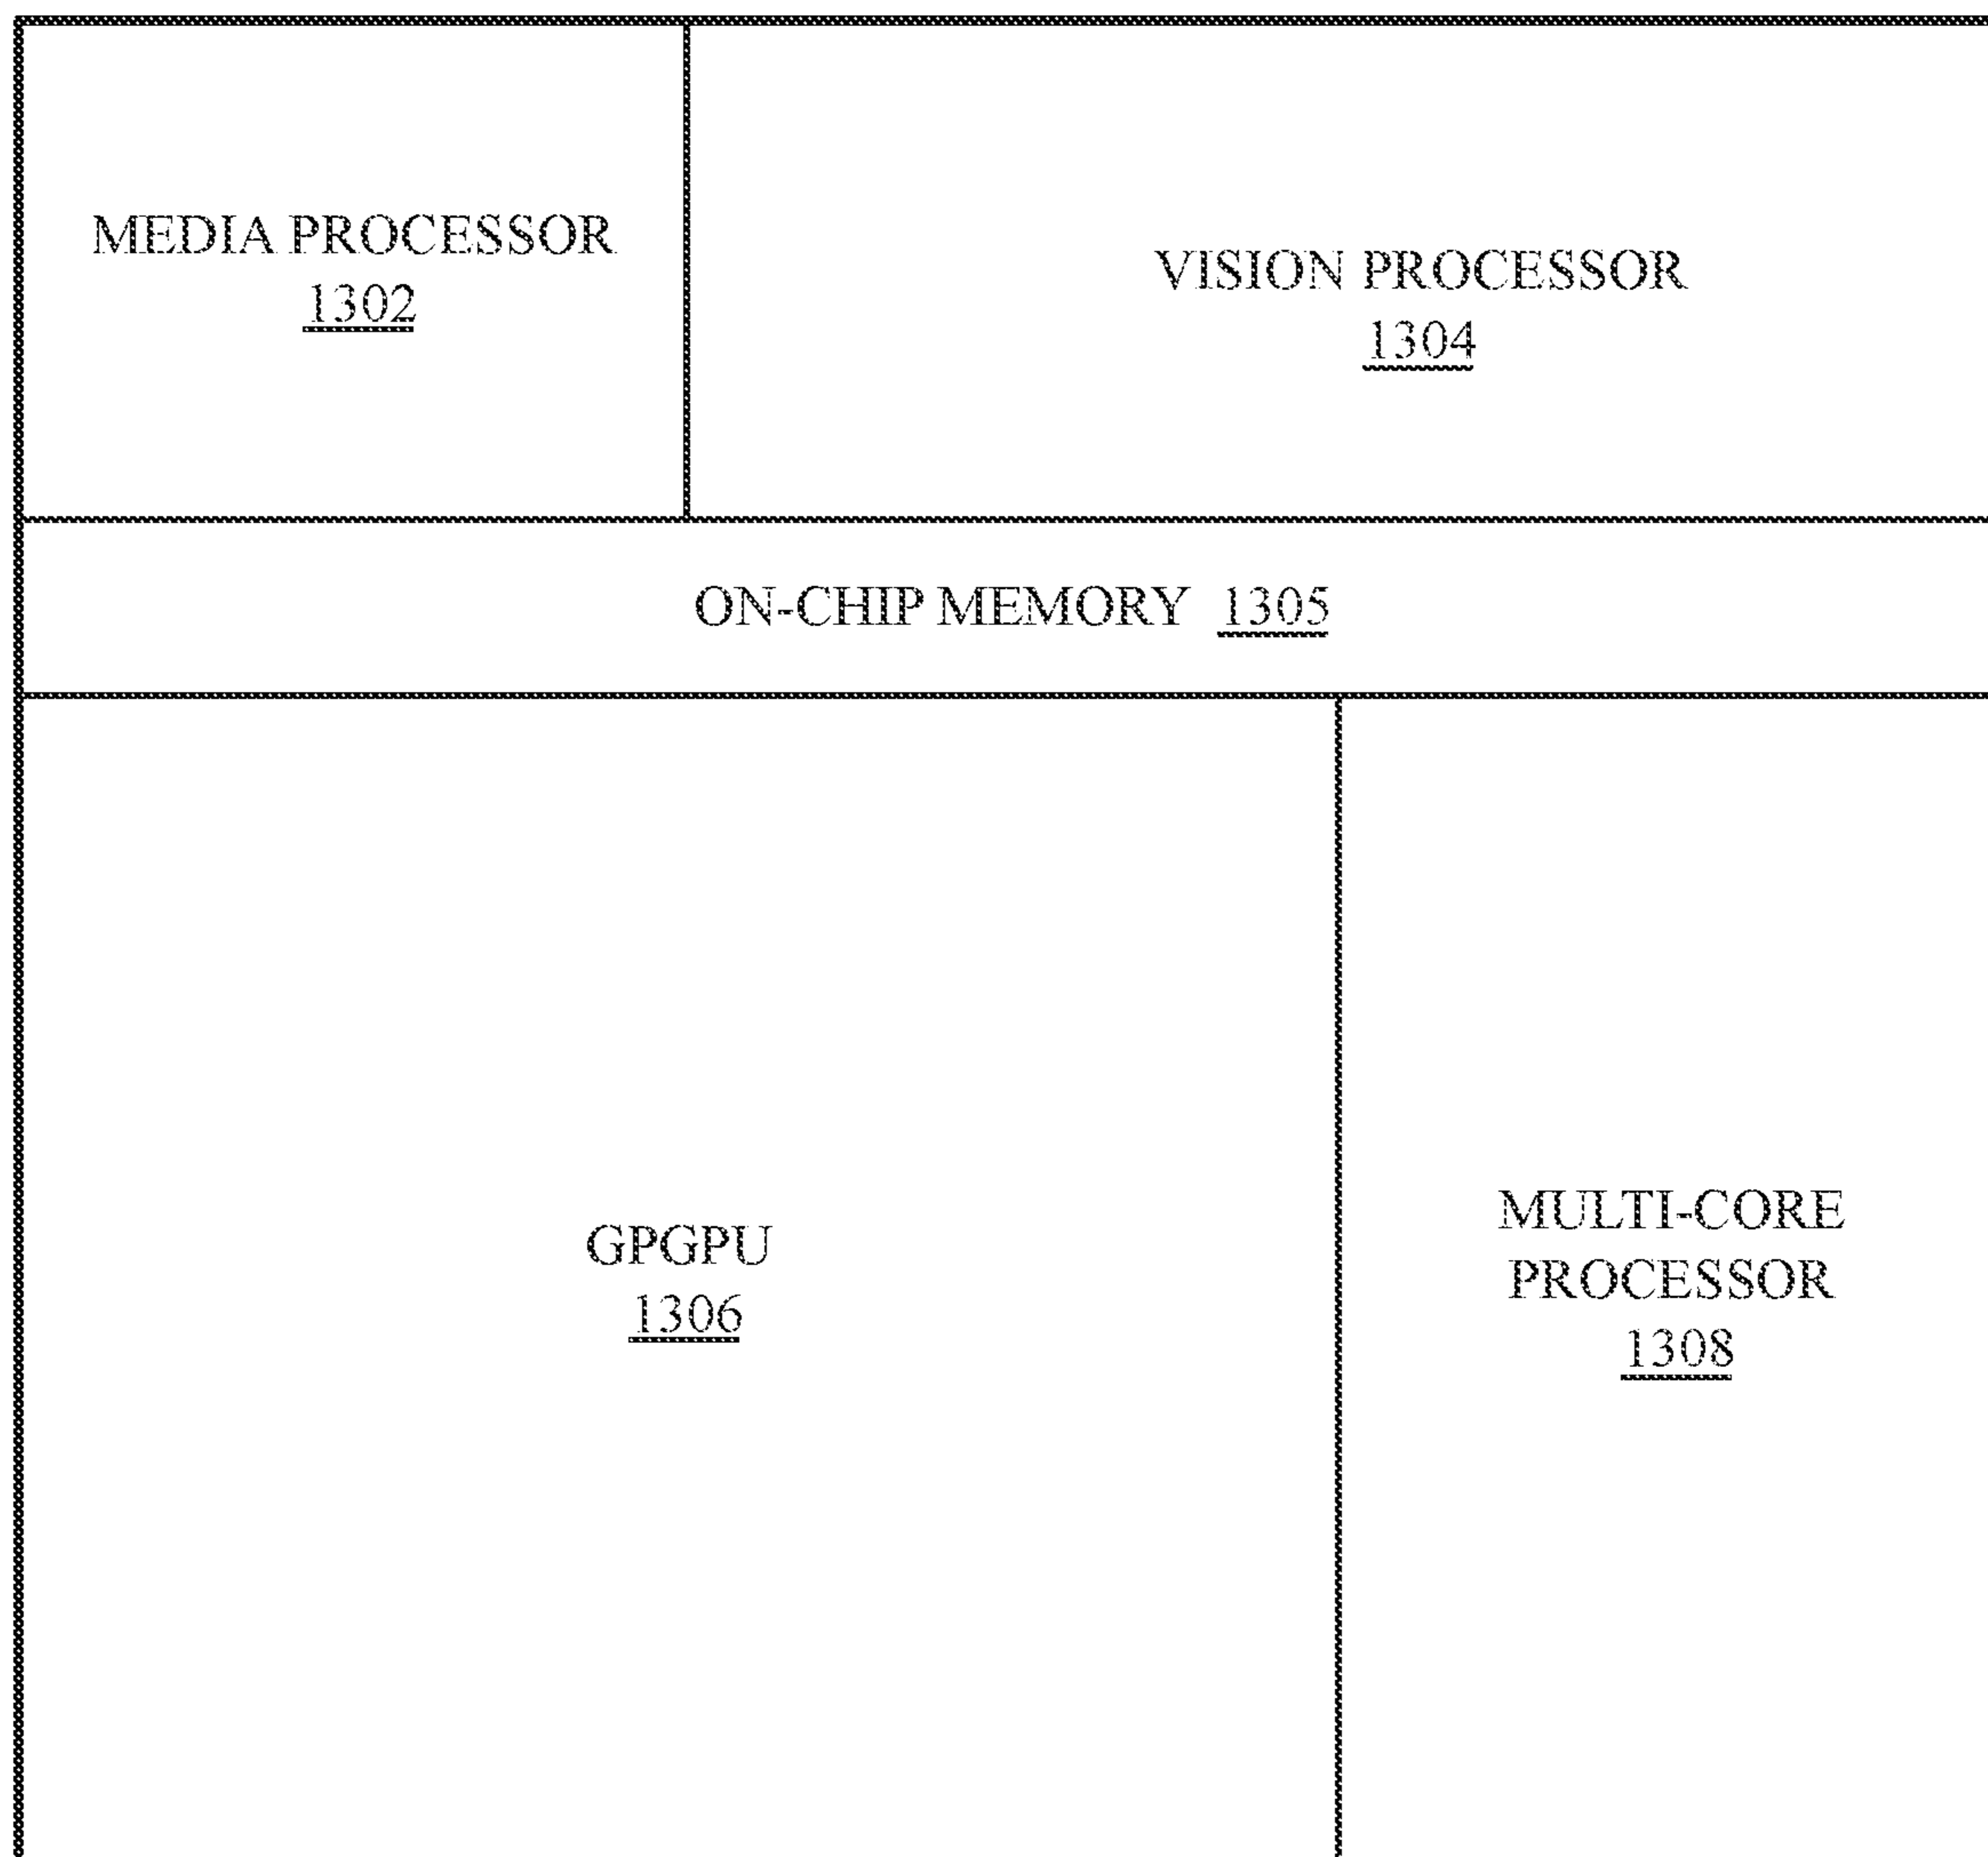 MEDIA PROCESSOR
1302
VISION PROCESSOR
1304
ON-CHIP MEMORY 1305
GPGPU
1306
MULTI-CORE
PROCESSOR
1308